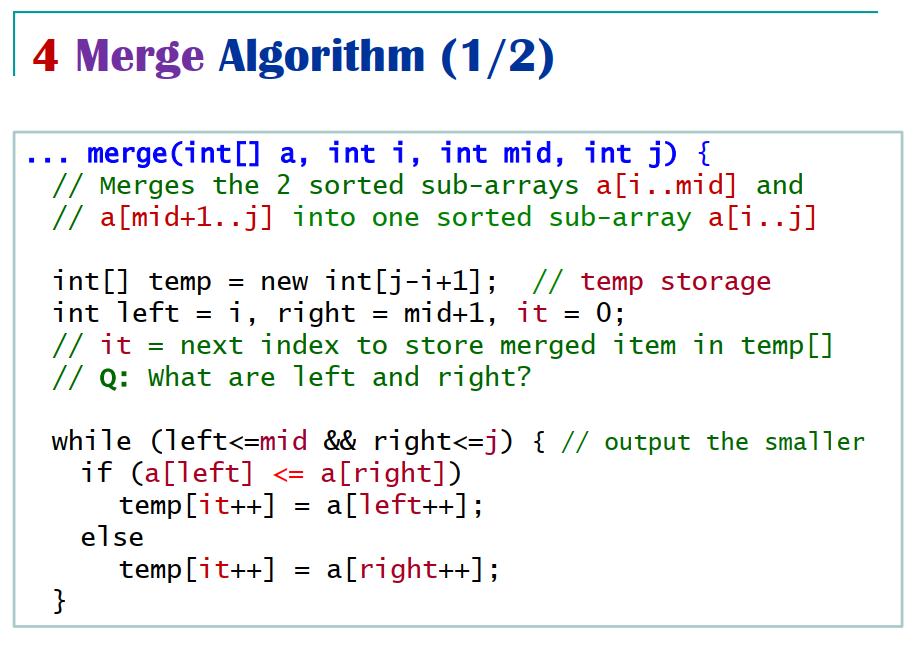 4 Merge Algorithm (1/2)
... merge(int[] a, int i, int mid, int j) {
// Merges the 2 sorted sub-arrays a[i..mid] and
// a[mid+1..j] into one sorted sub-array a[i..j]
int[] temp = new int[j-i+1]; // temp storage
int left = i, right = mid+1, it = 0;
// it = next index to store merged item in temp[]
// Q: What are left and right?
while (left<=mid && right<=j) { // output the smaller
if (a[left] <= a[right])
temp[it++] = a[left++];
else
temp[it++] = a[right++];
}